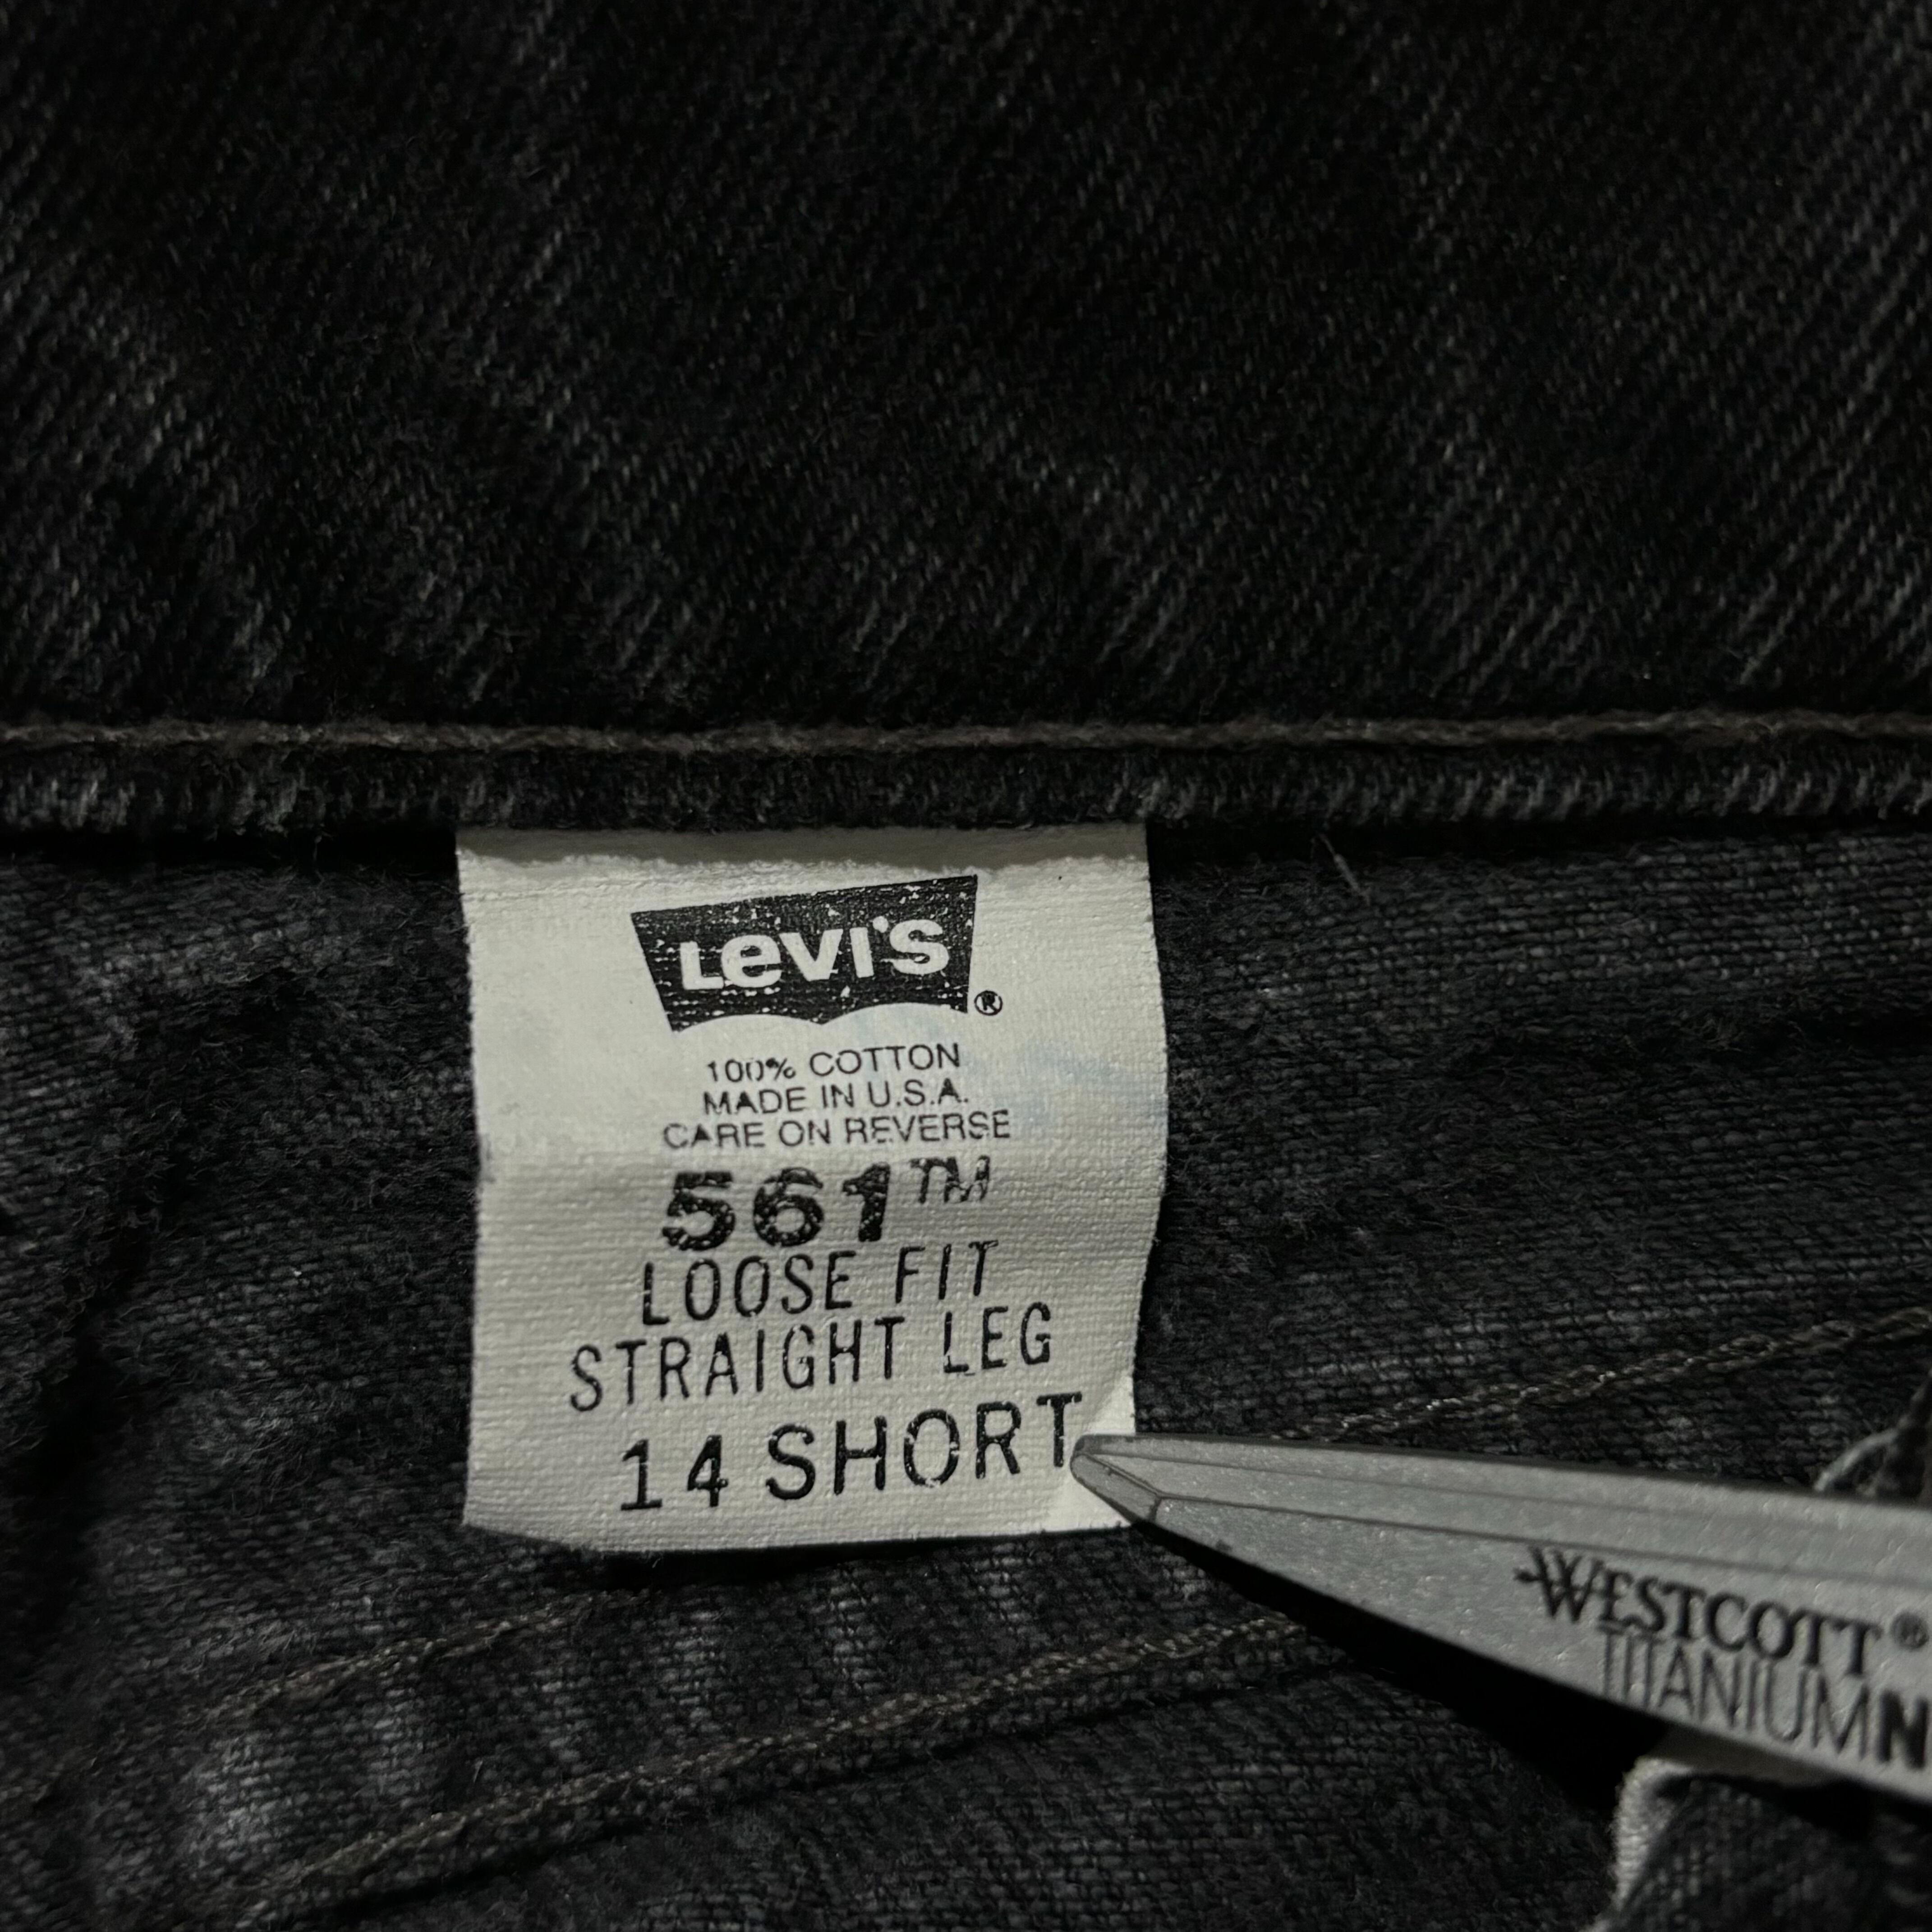 LEVI'S ®
100% COTTON
MADE IN U.S.A.
CARE ON REVERSE
561™
LOOSE FIT
STRAIGHT LEG
14 SHORT
WESTCOTT®
TITANIUM N